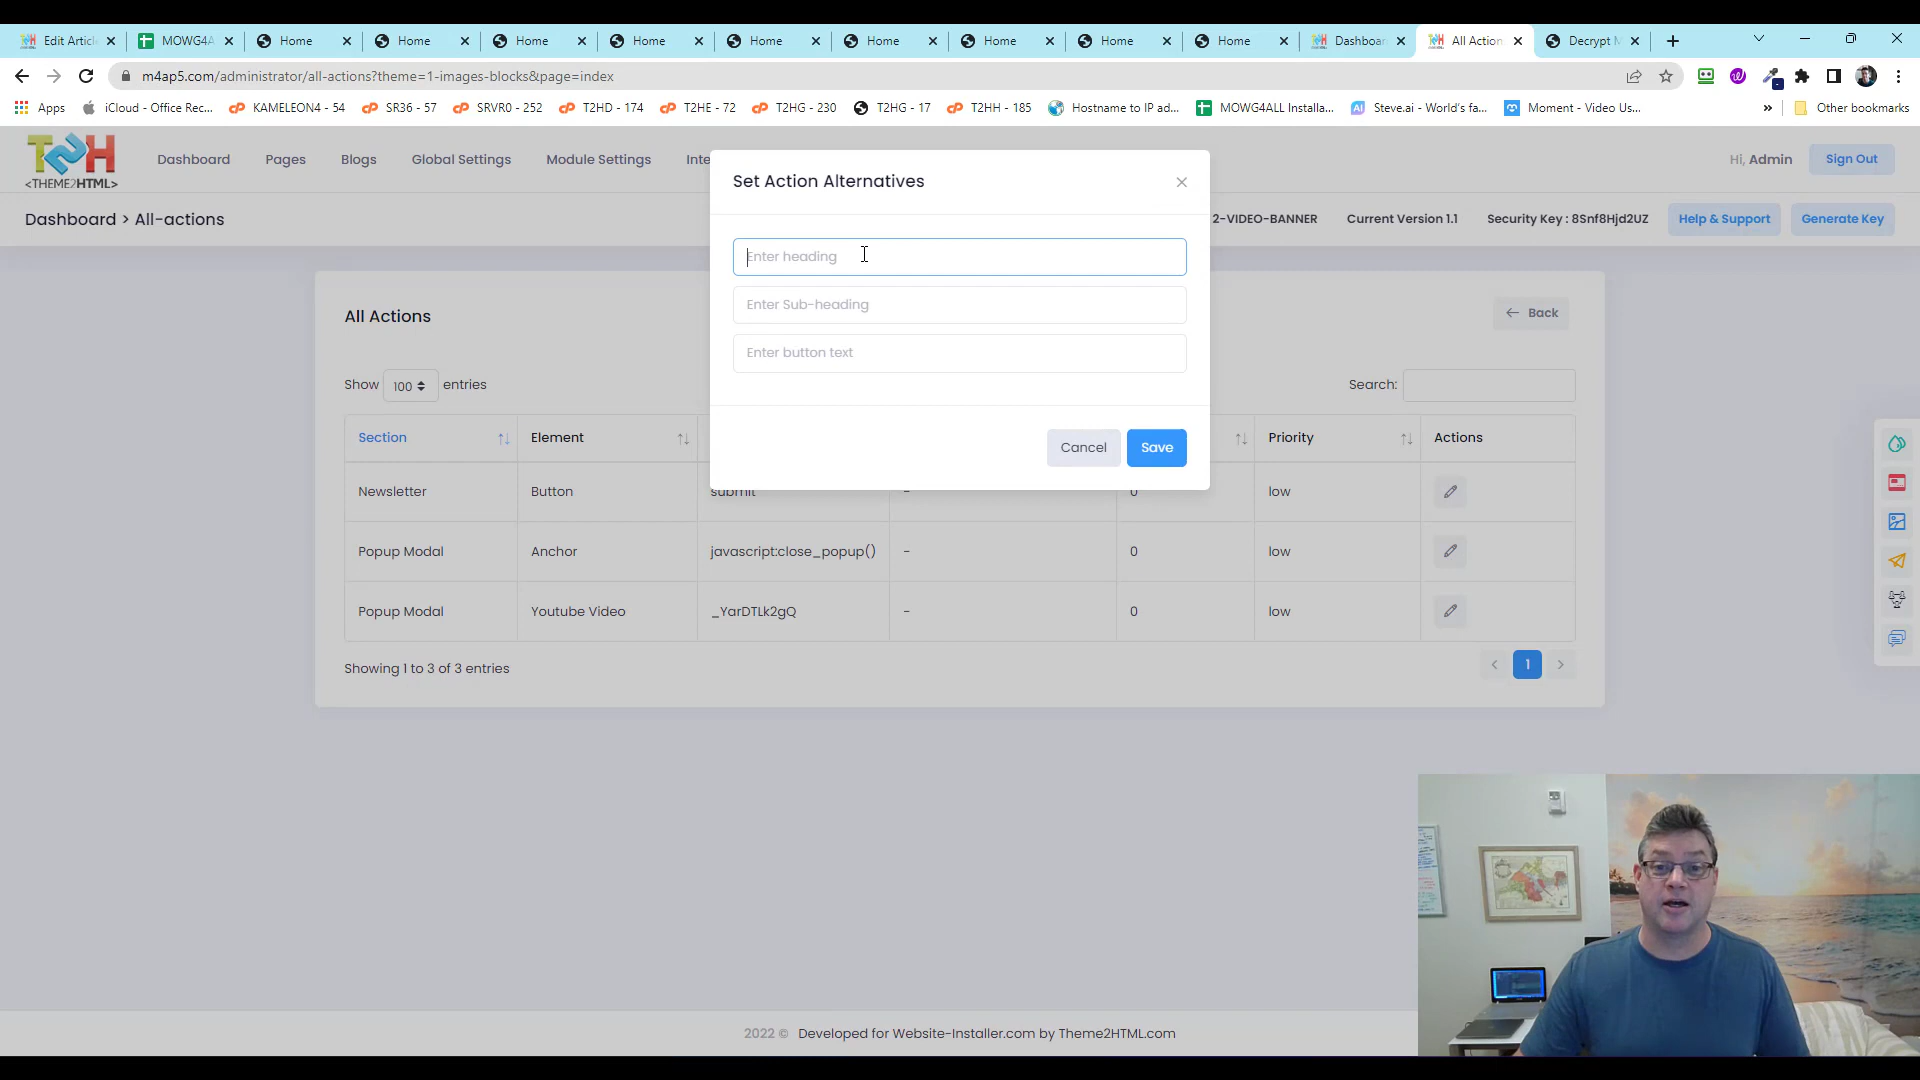 Edit Artic
MOWG4A
Home
Home
Home
Home
Home
Home
Home
Home
Home
Dashboar
All Action
Decrypt M
m4ap5.com/administrator/all-actions?theme=1-images-blocks&page=index
Apps
iCloud - Office Rec...
KAMELEON4 - 54
SR36 - 57
SRVR0 - 252
T2HD - 174
T2HE - 72
T2HG - 230
T2HG - 17
T2HH - 185
Hostname to IP ad...
MOWG4ALL Installa...
Steve.ai - World's fa...
Moment - Video Us...
»
Other bookmarks
T2H
<THEME2HTML>
Dashboard
Pages
Blogs
Global Settings
Module Settings
Inte
Hi, Admin
Sign Out
Dashboard > All-actions
2-VIDEO-BANNER
Current Version 1.1
Security Key : 8Snf8Hjd2UZ
Help & Support
Generate Key
Set Action Alternatives
Enter heading
Enter Sub-heading
Enter button text
Cancel
Save
All Actions
Back
Show 100 entries
Search:
Section
Element
Priority
Actions
Newsletter
Button
submit
-
0
low
Popup Modal
Anchor
javascript:close_popup()
-
0
low
Popup Modal
Youtube Video
_YarDTLk2gQ
-
0
low
Showing 1 to 3 of 3 entries
1
2022 © Developed for Website-Installer.com by Theme2HTML.com